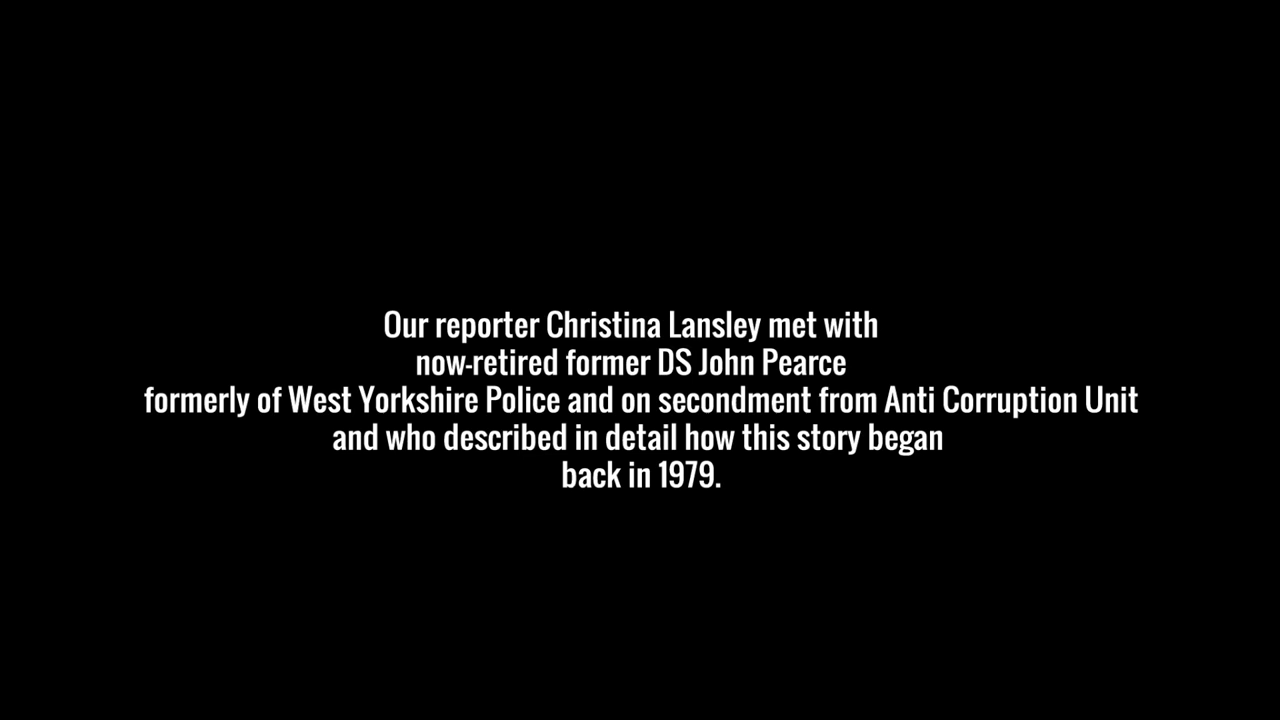 Our reporter Christina Lansley met with
now-retired former DS John Pearce
formerly of West Yorkshire Police and on secondment from Anti Corruption Unit
and who described in detail how this story began
back in 1979.